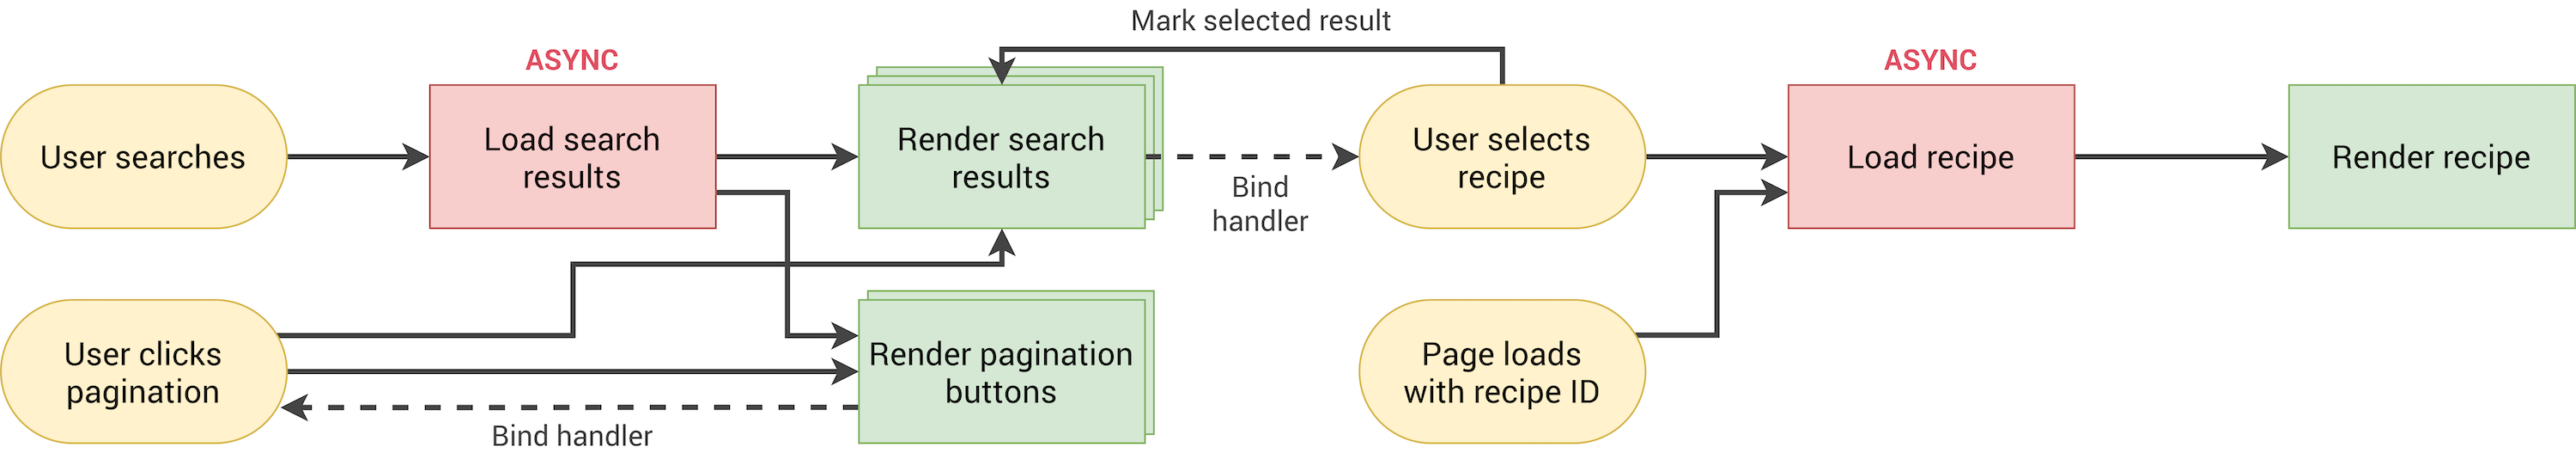 Mark selected result
ASYNC
ASYNC
User searches
Load search
results
Render search
results
Bind
handler
User selects
recipe
Load recipe
Render recipe
User clicks
pagination
Render pagination
buttons
Page loads
with recipe ID
Bind handler